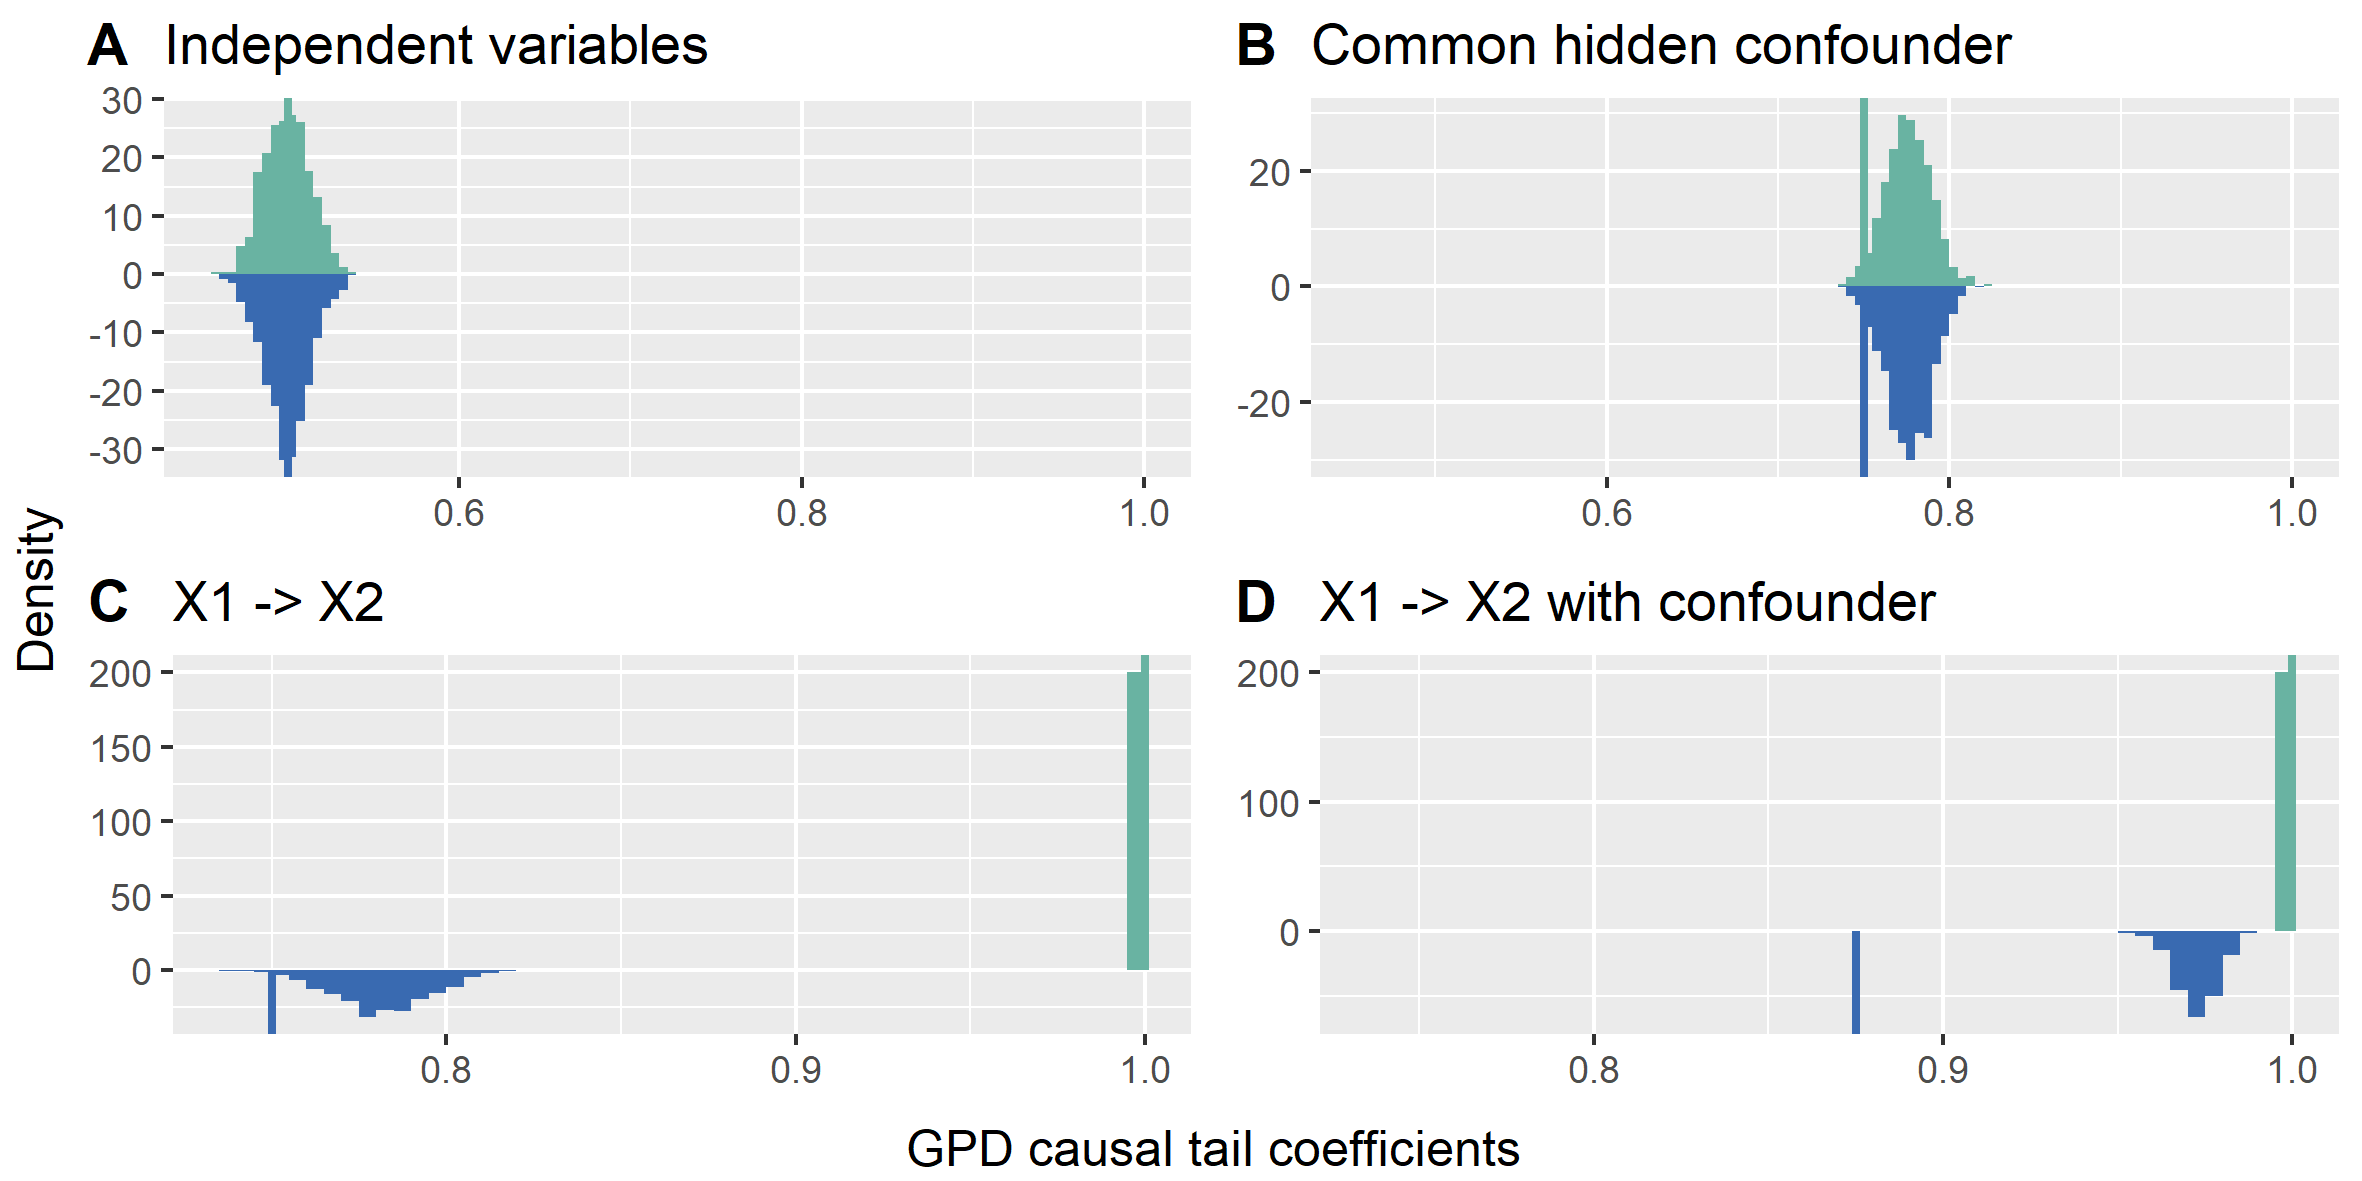 A Independent variables
30
20
10
0
-10
-20
-30
0.6 0.8 1.0
B Common hidden confounder
20
0
-20
0.6 0.8 1.0
Density
C X1 -> X2
200
150
100
50
0
0.8 0.9 1.0
D X1 -> X2 with confounder
200
100
0
0.8 0.9 1.0
GPD causal tail coefficients